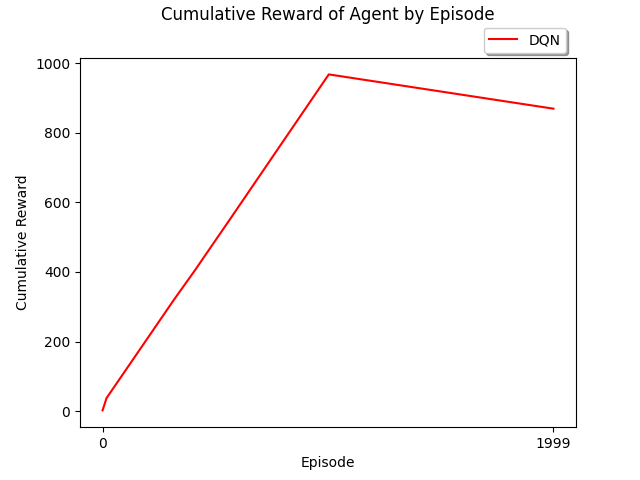 Cumulative Reward of Agent by Episode
DQN
1000
800
600
400
200
0
Cumulative Reward
0
1999
Episode